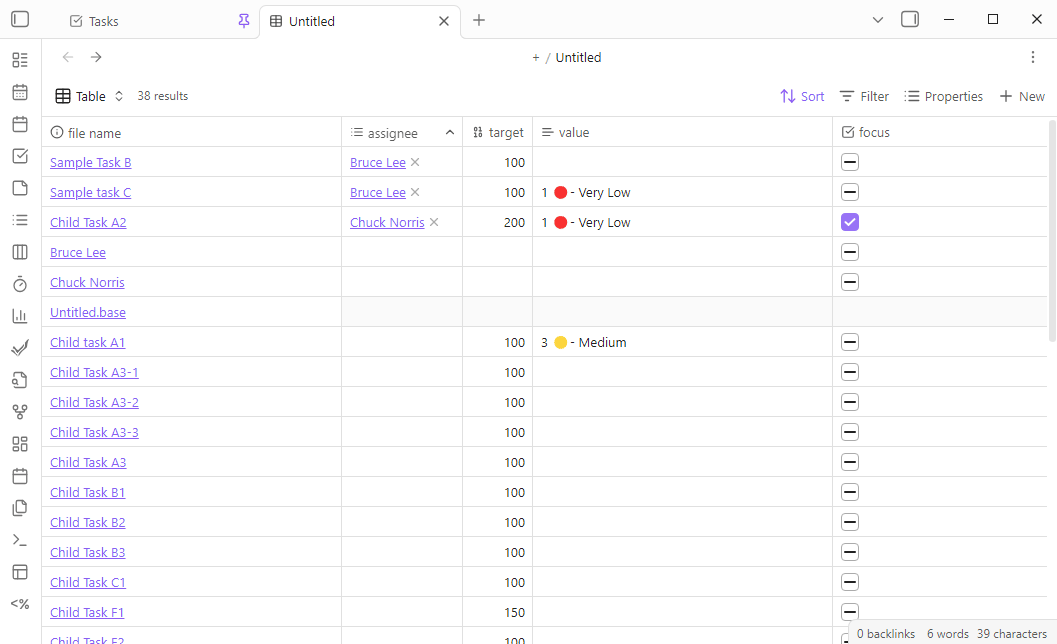 Tasks
Untitled
+ / Untitled
Table 38 results Sort Filter Properties New
file name assignee target value focus
Sample Task B Bruce Lee × 100
Sample task C Bruce Lee × 100 1 🔴 - Very Low
Child Task A2 Chuck Norris × 200 1 🔴 - Very Low
Bruce Lee
Chuck Norris
Untitled.base
Child task A1 100 3 🟡 - Medium
Child Task A3-1 100
Child Task A3-2 100
Child Task A3-3 100
Child Task A3 100
Child Task B1 100
Child Task B2 100
Child Task B3 100
Child Task C1 100
Child Task F1 150
Child Task F2 100
0 backlinks 6 words 39 characters
<%